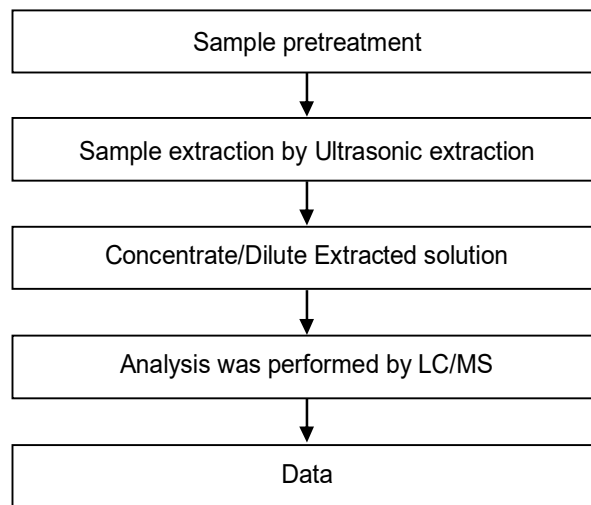 Sample pretreatment
Sample extraction by Ultrasonic extraction
Concentrate/Dilute Extracted solution
Analysis was performed by LC/MS
Data